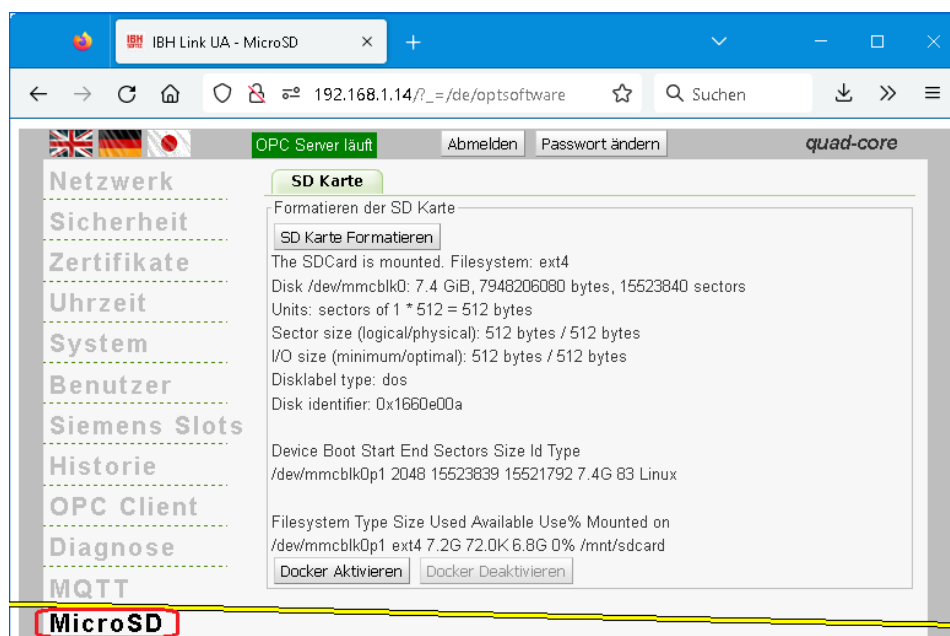 IBH Link UA - MicroSD
192.168.1.14/?_=/de/optsoftware
Suchen
OPC Server läuft
Abmelden
Passwort ändern
quad-core
Netzwerk
Sicherheit
Zertifikate
Uhrzeit
System
Benutzer
Siemens Slots
Historie
OPC Client
Diagnose
MQTT
MicroSD
SD Karte
Formatieren der SD Karte
SD Karte Formatieren
The SDCard is mounted. Filesystem: ext4
Disk /dev/mmcblk0: 7.4 GiB, 7948206080 bytes, 15523840 sectors
Units: sectors of 1 * 512 = 512 bytes
Sector size (logical/physical): 512 bytes / 512 bytes
I/O size (minimum/optimal): 512 bytes / 512 bytes
Disklabel type: dos
Disk identifier: 0x1660e00a
Device Boot Start End Sectors Size Id Type
/dev/mmcblk0p1 2048 15523839 15521792 7.4G 83 Linux
Filesystem Type Size Used Available Use% Mounted on
/dev/mmcblk0p1 ext4 7.2G 72.0K 6.8G 0% /mnt/sdcard
Docker Aktivieren
Docker Deaktivieren